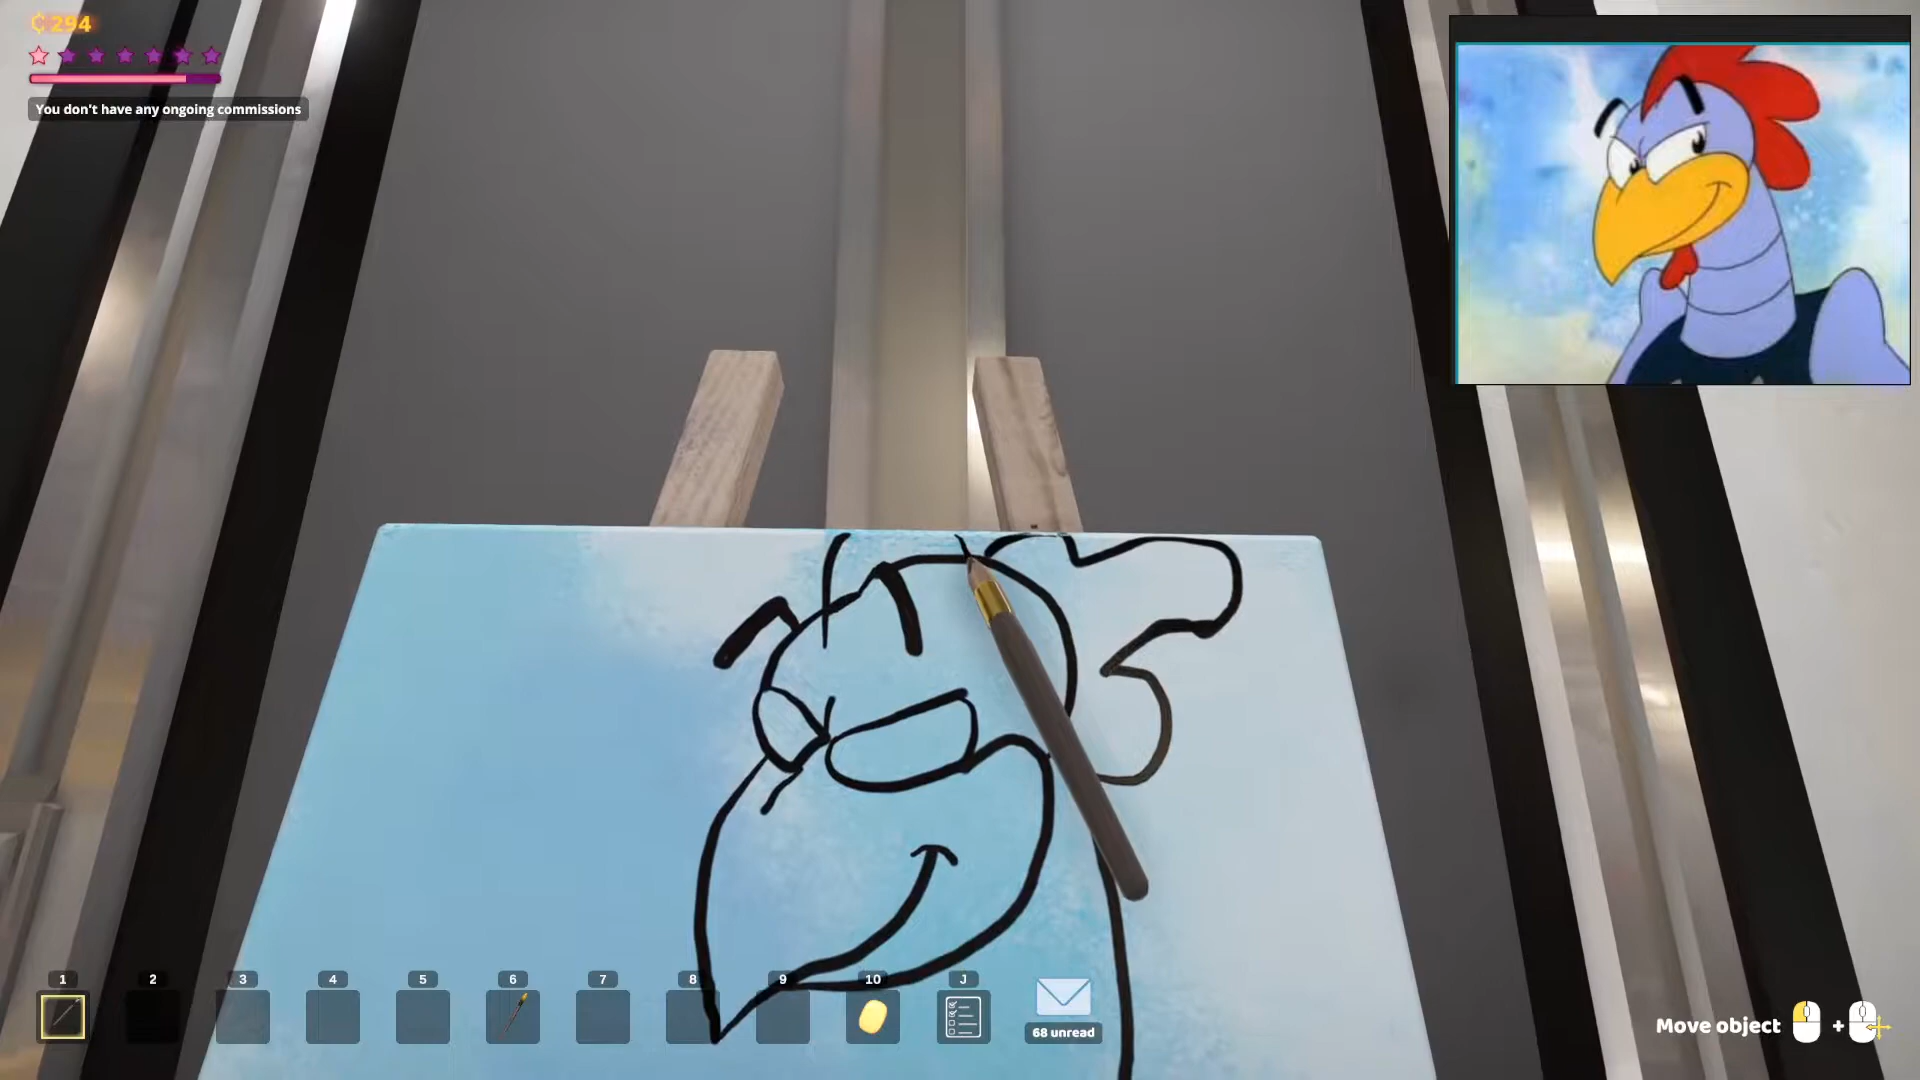 294
You don't have any ongoing commissions
1 2 3 4 5 6 7 8 9 10 J
68 unread
Move object +